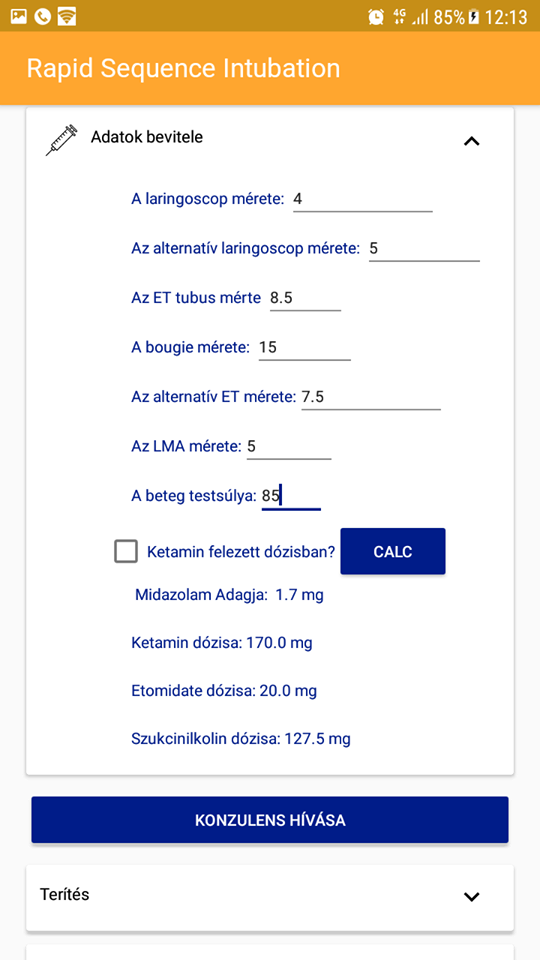 4G 85% 12:13
Rapid Sequence Intubation
Adatok bevitele
A laringoscop mérete: 4
Az alternatív laringoscop mérete: 5
Az ET tubus mérte 8.5
A bougie mérete: 15
Az alternatív ET mérete: 7.5
Az LMA mérete: 5
A beteg testsúlya: 85
Ketamin felezett dózisban? CALC
Midazolam Adagja: 1.7 mg
Ketamin dózisa: 170.0 mg
Etomidate dózisa: 20.0 mg
Szukcinilkolin dózisa: 127.5 mg
KONZULENS HÍVÁSA
Terítés